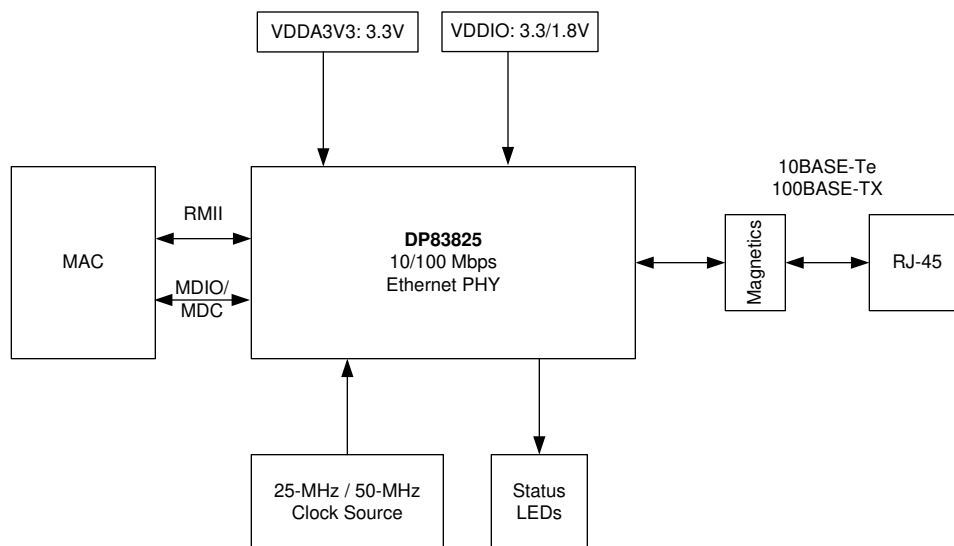 VDDA3V3: 3.3V
VDDIO: 3.3/1.8V
10BASE-Te
100BASE-TX
RMII
MAC
MDIO/
MDC
DP83825
10/100 Mbps
Ethernet PHY
Magnetics
RJ-45
25-MHz / 50-MHz
Clock Source
Status
LEDs